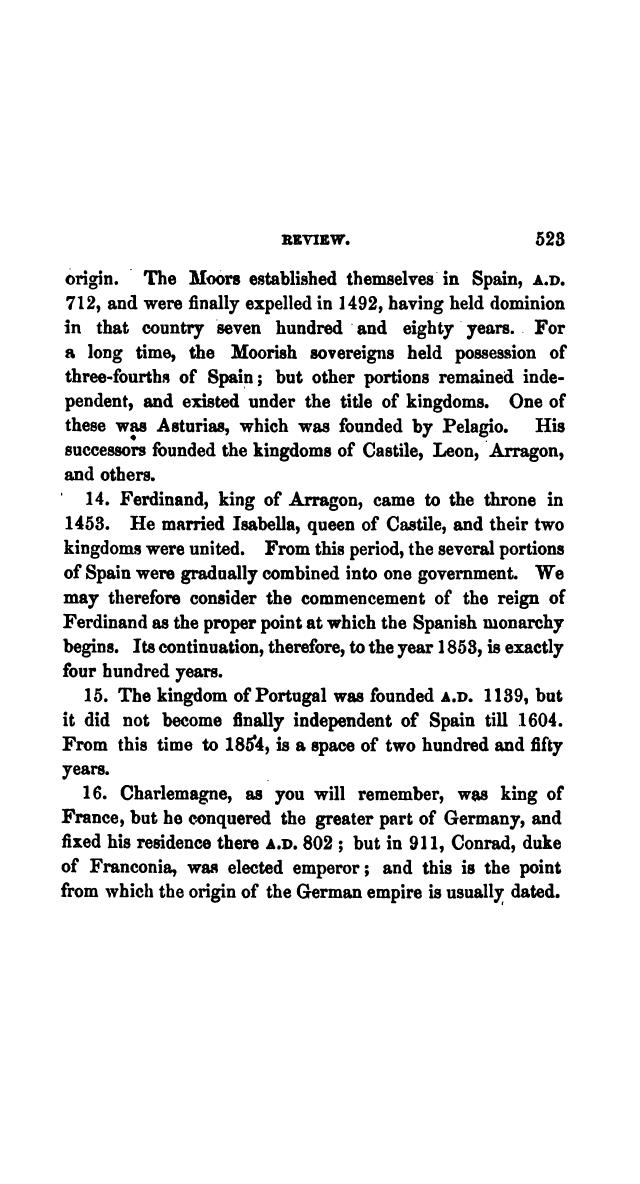 REVIEW. 523
origin. The Moors established themselves in Spain, A.D.
712, and were finally expelled in 1492, having held dominion
in that country seven hundred and eighty years. For
a long time, the Moorish sovereigns held possession of
three-fourths of Spain; but other portions remained inde-
pendent, and existed under the title of kingdoms. One of
these was Asturias, which was founded by Pelagio. His
successors founded the kingdoms of Castile, Leon, Arragon,
and others.
14. Ferdinand, king of Arragon, came to the throne in
1453. He married Isabella, queen of Castile, and their two
kingdoms were united. From this period, the several portions
of Spain were gradually combined into one government. We
may therefore consider the commencement of the reign of
Ferdinand as the proper point at which the Spanish monarchy
begins. Its continuation, therefore, to the year 1853, is exactly
four hundred years.
15. The kingdom of Portugal was founded A.D. 1139, but
it did not become finally independent of Spain till 1604.
From this time to 1854, is a space of two hundred and fifty
years.
16. Charlemagne, as you will remember, was king of
France, but he conquered the greater part of Germany, and
fixed his residence there A.D. 802 ; but in 911, Conrad, duke
of Franconia, was elected emperor; and this is the point
from which the origin of the German empire is usually dated.